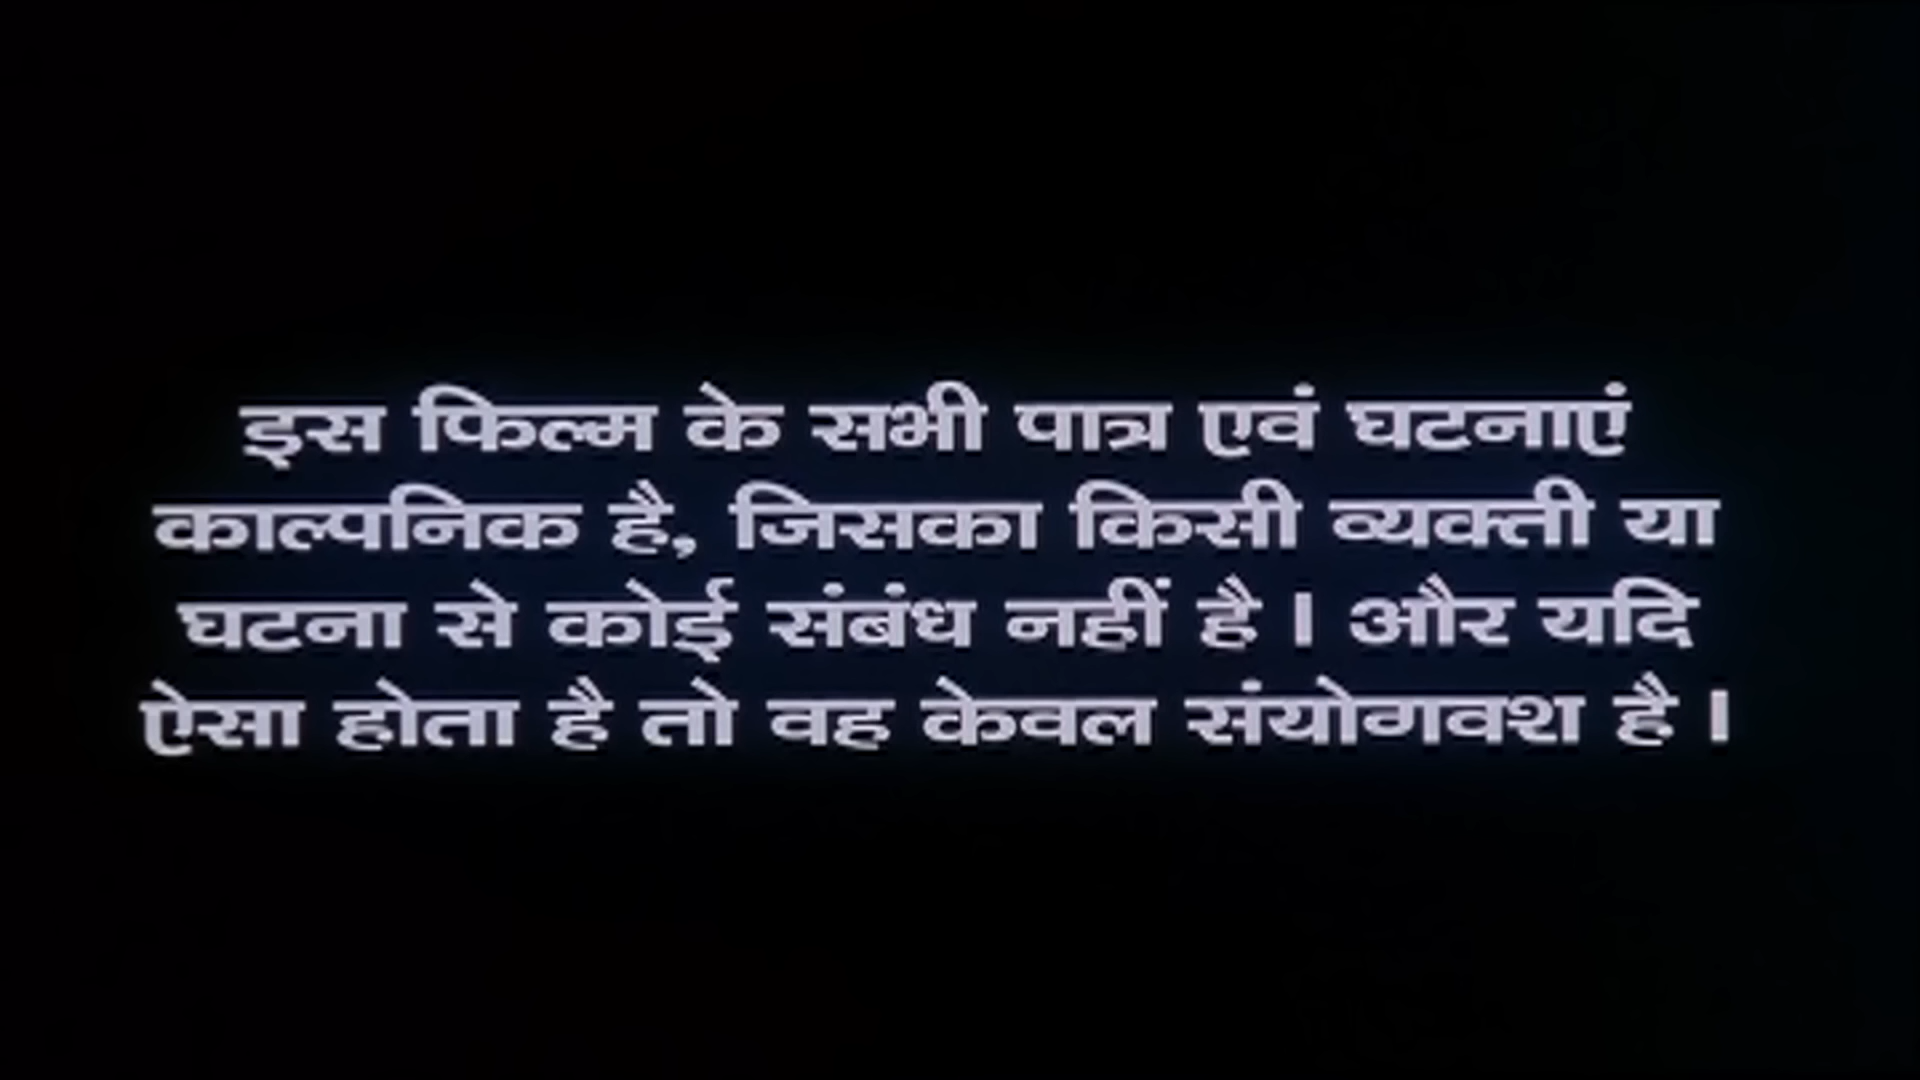 इस फिल्म के सभी पात्र एवं घटनाएं
काल्पनिक है, जिसका किसी व्यक्ती या
घटना से कोई संबंध नहीं है । और यदि
ऐसा होता है तो वह केवल संयोगवश है ।